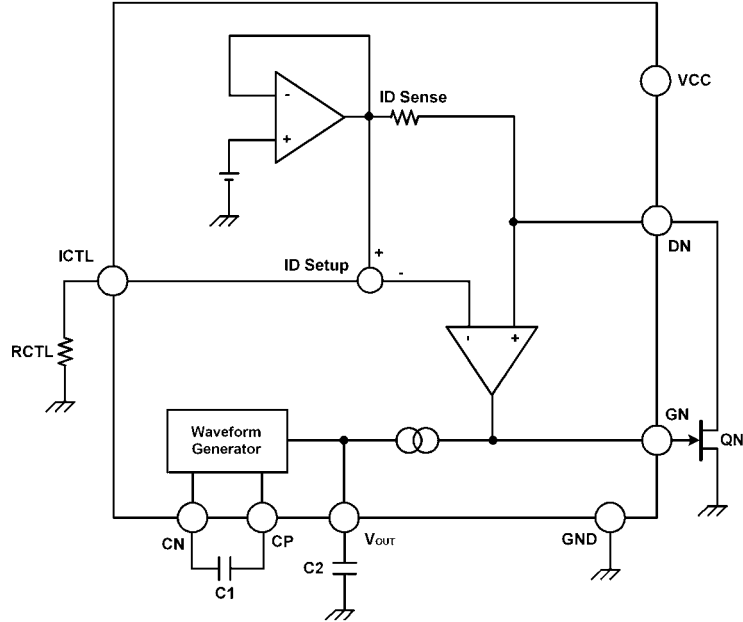 VCC
-
+
ID Sense
DN
ICTL
ID Setup
+
-
RCTL
-
+
GN
QN
Waveform
Generator
CN
CP
VOUT
GND
C1
C2